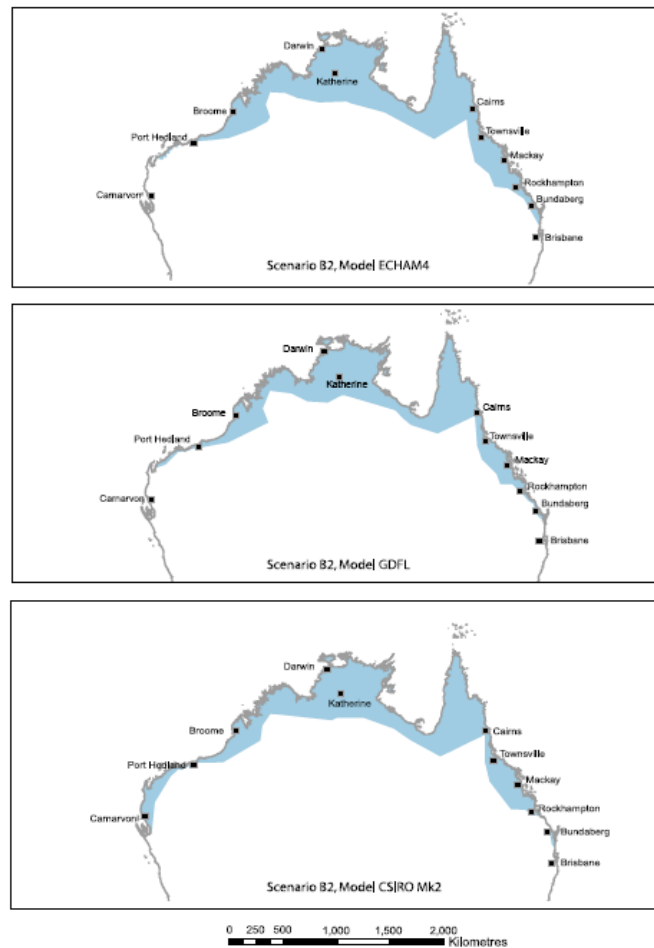 Darwin
Katherine
Broome
Cairns
Port Hedland
Townsville
Mackay
Carnarvon
Rockhampton
Bundaberg
Brisbane
Scenario B2, Model ECHAM4
Darwin
Katherine
Broome
Cairns
Port Hedland
Townsville
Mackay
Carnarvon
Rockhampton
Bundaberg
Brisbane
Scenario B2, Model GDFL
Darwin
Katherine
Broome
Cairns
Port Hedland
Townsville
Mackay
Carnarvon
Rockhampton
Bundaberg
Brisbane
Scenario B2, Model CSIRO Mk2
0 250 500 1,000 1,500 2,000
Kilometres